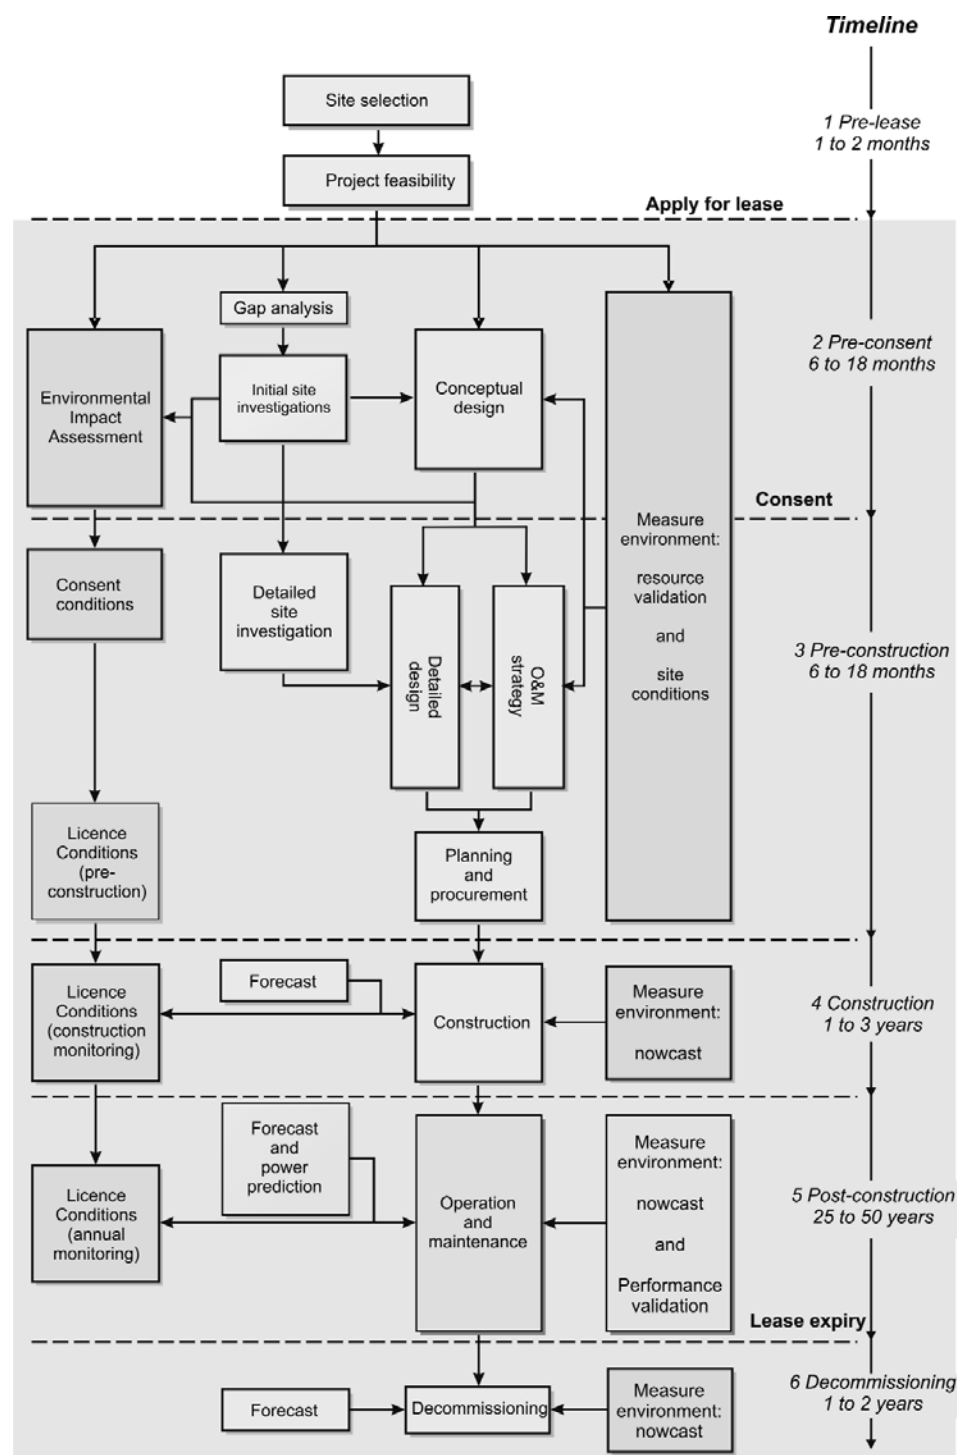 Timeline
Site selection
1 Pre-lease
1 to 2 months
Project feasibility
Apply for lease
Gap analysis
2 Pre-consent
6 to 18 months
Environmental
Impact
Assessment
Initial site
investigations
Conceptual
design
Consent
Measure
environment:
resource
validation
and
site
conditions
Consent
conditions
Detailed
site
investigation
Detailed
design
O&M
strategy
3 Pre-construction
6 to 18 months
Licence
Conditions
(pre-
construction)
Planning
and
procurement
Licence
Conditions
(construction
monitoring)
Forecast
Construction
Measure
environment:
nowcast
4 Construction
1 to 3 years
Forecast
and
power
prediction
Licence
Conditions
(annual
monitoring)
Operation
and
maintenance
Measure
environment:
nowcast
and
Performance
validation
5 Post-construction
25 to 50 years
Lease expiry
Forecast
Decommissioning
Measure
environment:
nowcast
6 Decommissioning
1 to 2 years